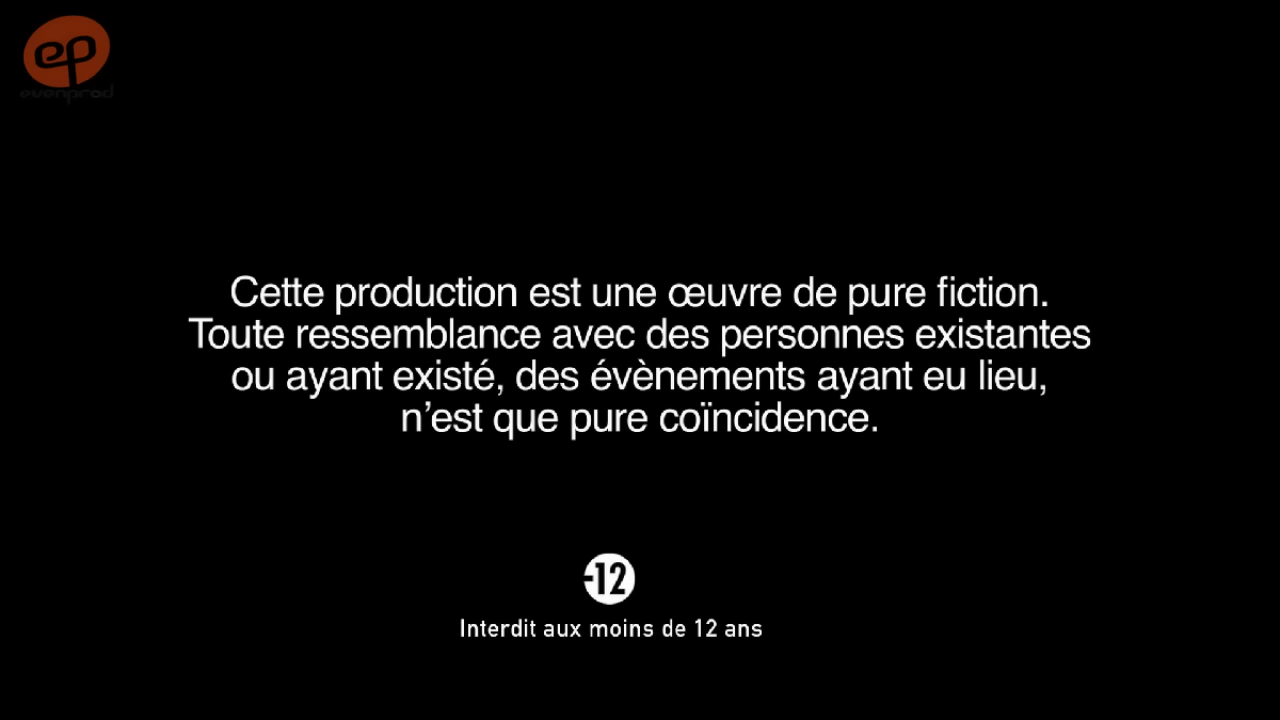 ep
evenprod
Cette production est une œuvre de pure fiction.
Toute ressemblance avec des personnes existantes
ou ayant existé, des évènements ayant eu lieu,
n’est que pure coïncidence.
-12
Interdit aux moins de 12 ans